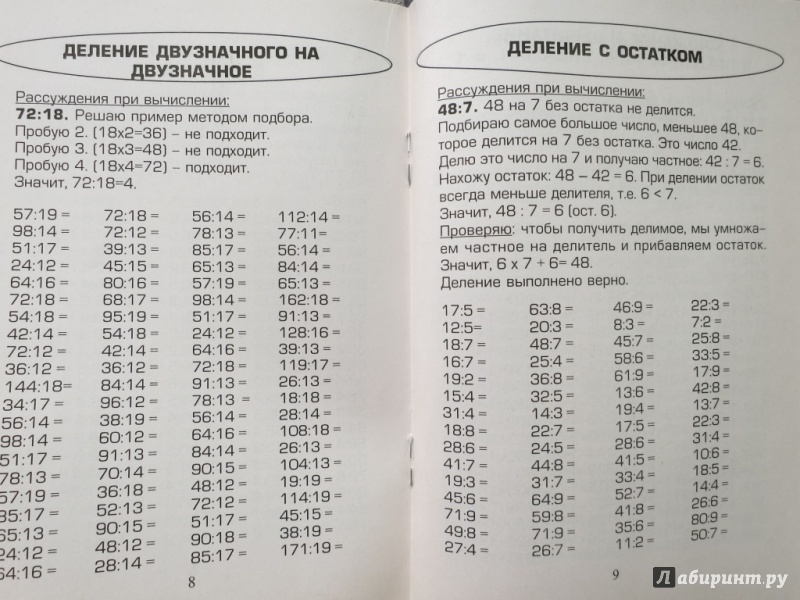 ДЕЛЕНИЕ ДВУЗНАЧНОГО НА
ДВУЗНАЧНОЕ
Рассуждения при вычислении:
72:18. Решаю пример методом подбора.
Пробую 2. (18х2=36) – не подходит.
Пробую 3. (18х3=48) – не подходит.
Пробую 4. (18х4=72) – подходит.
Значит, 72:18=4.
57:19 = 72:18 = 56:14 = 112:14 =
98:14 = 72:12 = 78:13 = 77:11=
51:17 = 39:13 = 85:17 = 56:14 =
24:12 = 45:15 = 65:13 = 84:14 =
64:16 = 80:16 = 57:19 = 65:13 =
72:18 = 68:17 = 98:14 = 162:18 =
54:18 = 95:19 = 51:17 = 91:13 =
42:14 = 54:18 = 24:12 = 128:16 =
72:12 = 42:14 = 64:16 = 39:13 =
36:12 = 36:12 = 72:18 = 119:17 =
144:18= 84:14 = 91:13 = 26:13 =
34:17 = 96:12 = 78:13 = 18:18 =
56:14 = 38:19 = 56:14 = 28:14 =
98:14 = 60:12 = 64:16 = 108:18 =
51:17 = 91:13 = 84:14 = 26:13 =
78:13 = 70:14 = 90:15 = 104:13 =
57:19 = 36:18 = 48:12 = 19:19 =
85:17 = 52:13 = 72:12 = 114:19 =
65:13 = 90:15 = 51:17 = 45:15 =
24:12 = 48:12 = 90:18 = 38:19 =
64:16 = 28:14 = 85:17 = 171:19 =
8
ДЕЛЕНИЕ С ОСТАТКОМ
Рассуждения при вычислении:
48:7. 48 на 7 без остатка не делится.
Подбираю самое большое число, меньшее 48, ко-
торое делится на 7 без остатка. Это число 42.
Делю это число на 7 и получаю частное: 42 : 7 = 6.
Нахожу остаток: 48 – 42 = 6. При делении остаток
всегда меньше делителя, т.е. 6 < 7.
Значит, 48 : 7 = 6 (ост. 6).
Проверяю: чтобы получить делимое, мы умножа-
ем частное на делитель и прибавляем остаток.
Значит, 6 х 7 + 6= 48.
Деление выполнено верно.
17:5 = 63:8 = 46:9 = 22:3 =
12:5= 20:3 = 8:3 = 7:2 =
18:7 = 48:7 = 45:7 = 25:8 =
16:7 = 25:4 = 58:6 = 33:5 =
19:2 = 36:8 = 61:9 = 17:9 =
15:4 = 32:5 = 13:6 = 42:8 =
31:4 = 14:3 = 19:4 = 13:7 =
18:8 = 22:7 = 17:5 = 22:3 =
28:6 = 24:5 = 28:6 = 31:4 =
41:7 = 44:8 = 41:5 = 10:6 =
19:3 = 31:7 = 33:4 = 18:5 =
45:6 = 64:9 = 52:7 = 14:4 =
71:9 = 59:8 = 41:8 = 26:6 =
49:8 = 71:9 = 35:6 = 80:9 =
27:4 = 26:7 = 11:2 = 50:7 =
9
Лабиринт.ру